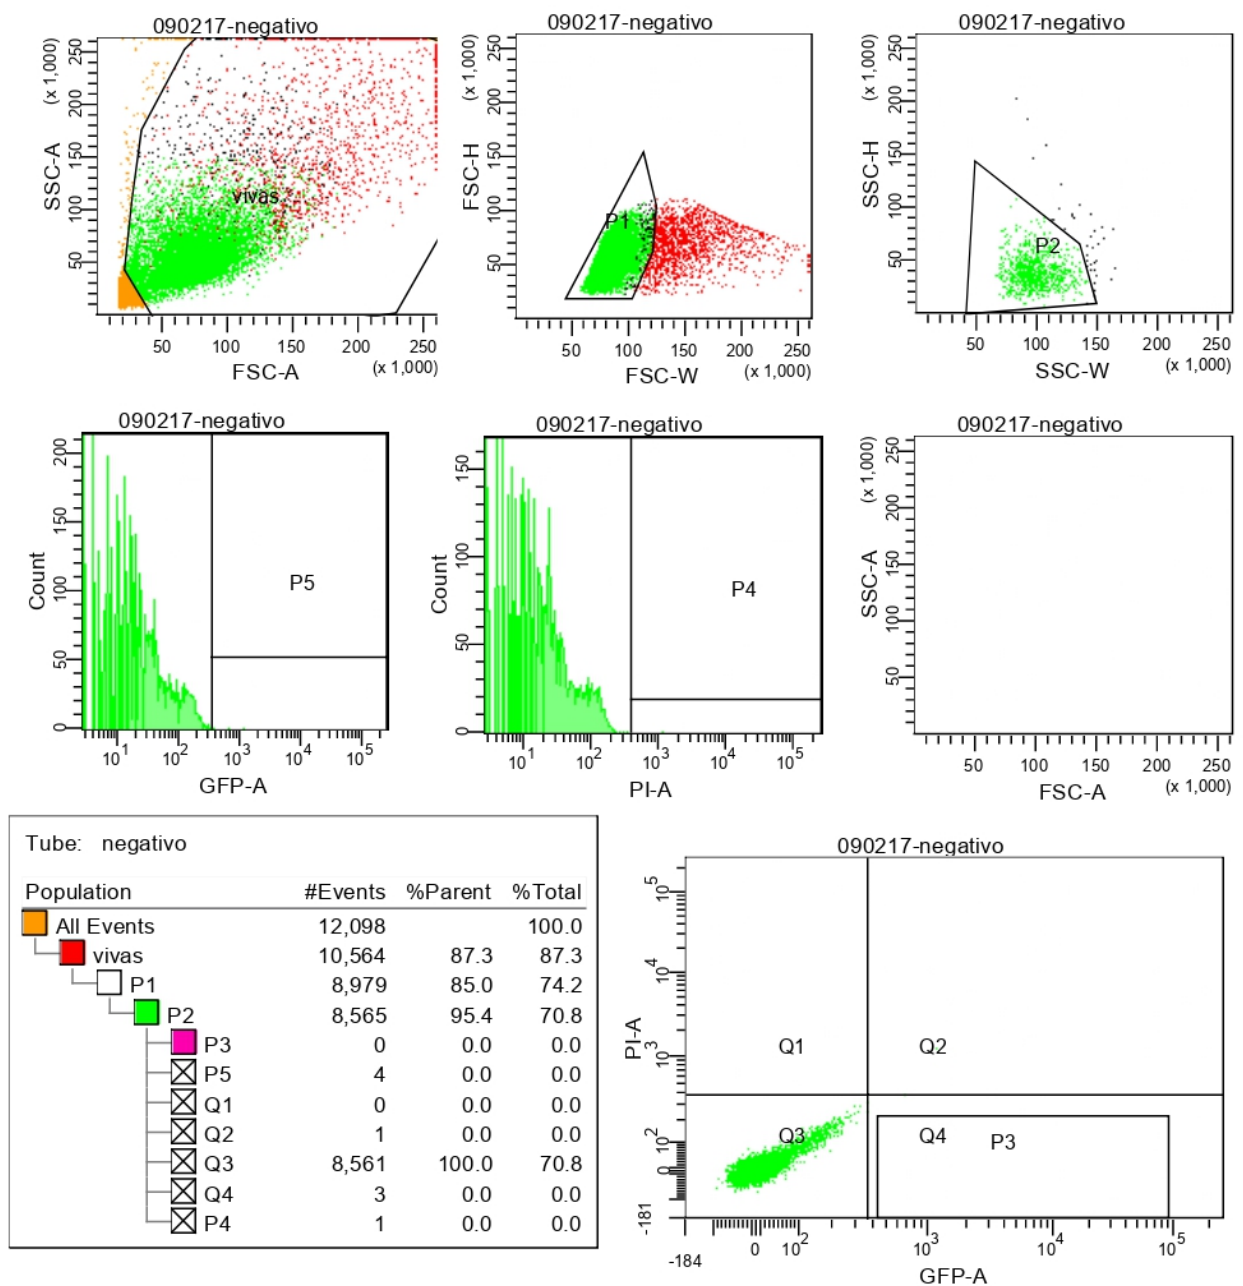 090217-negativo
(x 1,000)
SSC-A
50 100 150 200 250
vivas
50 100 150 200 250
FSC-A
(x 1,000)
090217-negativo
(x 1,000)
FSC-H
50 100 150 200 250
P1
50 100 150 200 250
FSC-W
(x 1,000)
090217-negativo
(x 1,000)
SSC-H
50 100 150 200 250
P2
50 100 150 200 250
SSC-W
(x 1,000)
090217-negativo
Count
0 50 100 150 200
P5
10^1 10^2 10^3 10^4 10^5
GFP-A
090217-negativo
Count
0 50 100 150
P4
10^1 10^2 10^3 10^4 10^5
PI-A
090217-negativo
(x 1,000)
SSC-A
50 100 150 200 250
50 100 150 200 250
FSC-A
(x 1,000)
Tube: negativo
Population #Events %Parent %Total
All Events 12,098 100.0
vivas 10,564 87.3 87.3
P1 8,979 85.0 74.2
P2 8,565 95.4 70.8
P3 0 0.0 0.0
P5 4 0.0 0.0
Q1 0 0.0 0.0
Q2 1 0.0 0.0
Q3 8,561 100.0 70.8
Q4 3 0.0 0.0
P4 1 0.0 0.0
090217-negativo
PI-A
-181 0 10^2 10^3 10^4 10^5
Q1 Q2
Q3 Q4 P3
-184 0 10^2 10^3 10^4 10^5
GFP-A